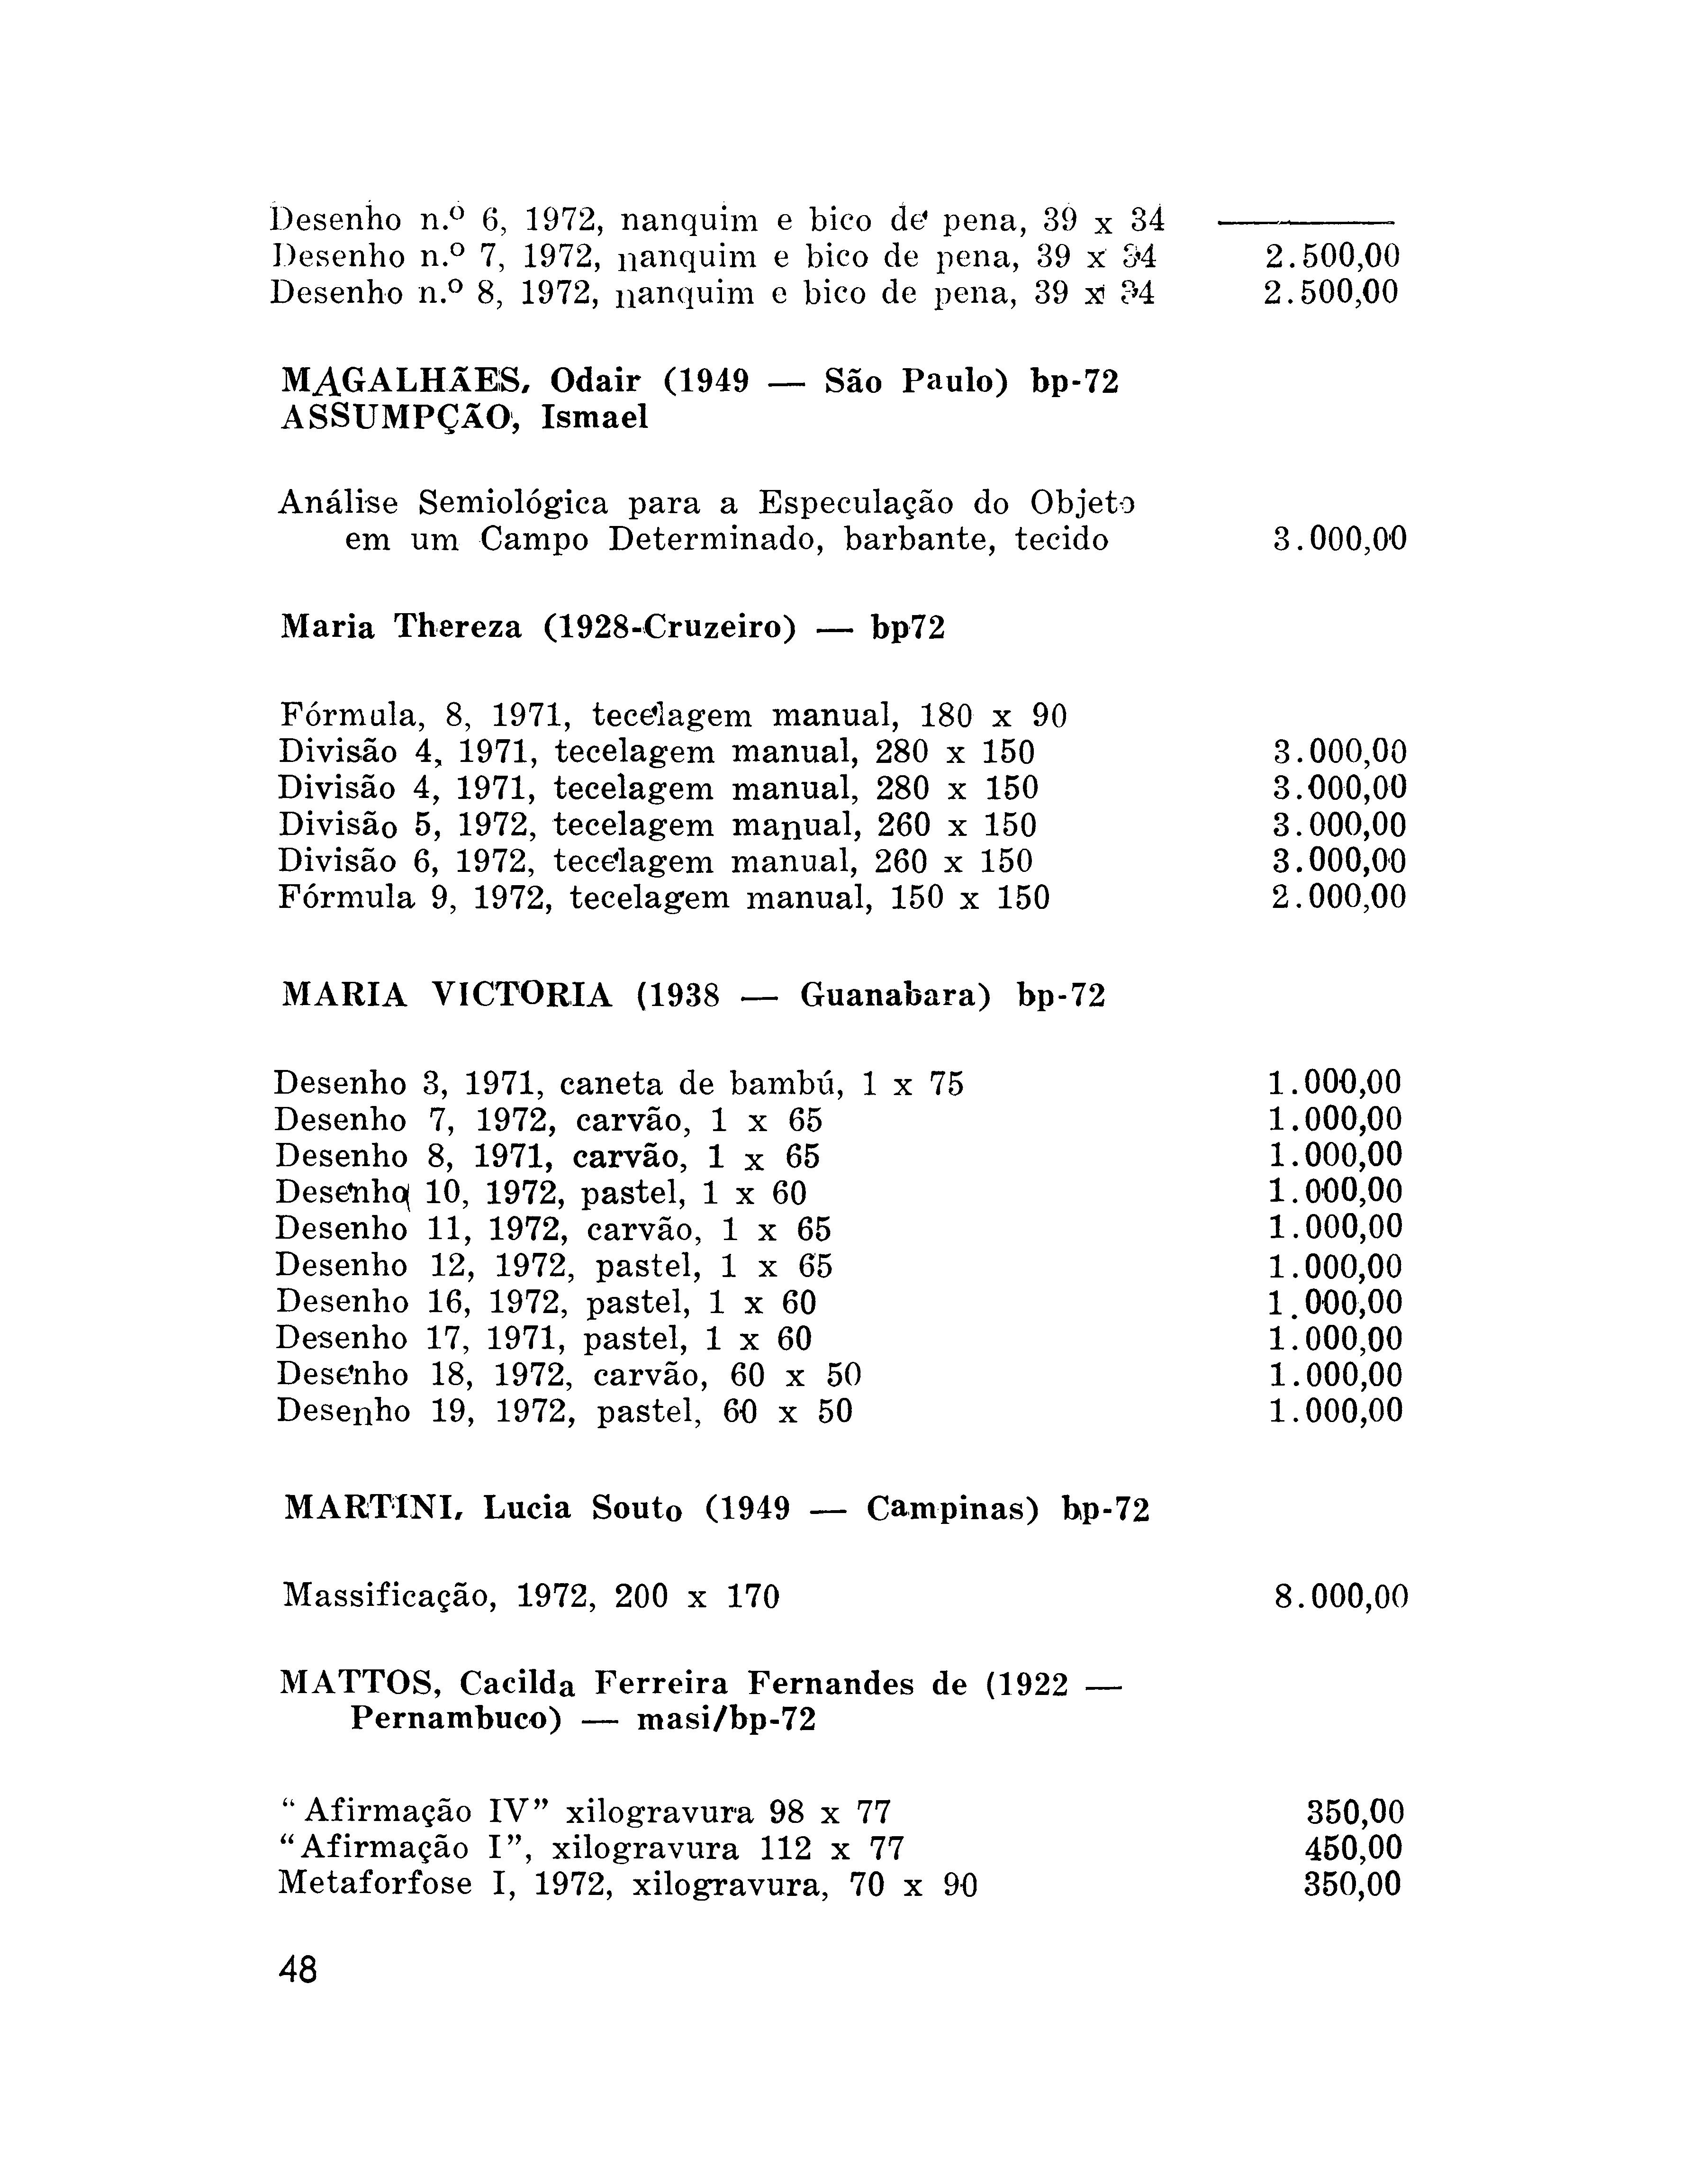 Desenho n.º 6, 1972, nanquim e bico de pena, 39 x 34 ————
Desenho n.º 7, 1972, nanquim e bico de pena, 39 x 34 2.500,00
Desenho n.º 8, 1972, nanquim e bico de pena, 39 x 34 2.500,00
MAGALHÃES, Odair (1949 — São Paulo) bp-72
ASSUMPÇÃO, Ismael
Análise Semiológica para a Especulação do Objeto
em um Campo Determinado, barbante, tecido 3.000,00
Maria Thereza (1928-Cruzeiro) — bp72
Fórmula, 8, 1971, tecelagem manual, 180 x 90
Divisão 4, 1971, tecelagem manual, 280 x 150 3.000,00
Divisão 4, 1971, tecelagem manual, 280 x 150 3.000,00
Divisão 5, 1972, tecelagem manual, 260 x 150 3.000,00
Divisão 6, 1972, tecelagem manual, 260 x 150 3.000,00
Fórmula 9, 1972, tecelagem manual, 150 x 150 2.000,00
MARIA VICTORIA (1938 — Guanabara) bp-72
Desenho 3, 1971, caneta de bambú, 1 x 75 1.000,00
Desenho 7, 1972, carvão, 1 x 65 1.000,00
Desenho 8, 1971, carvão, 1 x 65 1.000,00
Desenho 10, 1972, pastel, 1 x 60 1.000,00
Desenho 11, 1972, carvão, 1 x 65 1.000,00
Desenho 12, 1972, pastel, 1 x 65 1.000,00
Desenho 16, 1972, pastel, 1 x 60 1.000,00
Desenho 17, 1971, pastel, 1 x 60 1.000,00
Desenho 18, 1972, carvão, 60 x 50 1.000,00
Desenho 19, 1972, pastel, 60 x 50 1.000,00
MARTINI, Lucia Souto (1949 — Campinas) bp-72
Massificação, 1972, 200 x 170 8.000,00
MATTOS, Cacilda Ferreira Fernandes de (1922 —
Pernambuco) — masi/bp-72
“Afirmação IV” xilogravura 98 x 77 350,00
“Afirmação I”, xilogravura 112 x 77 450,00
Metaforfose I, 1972, xilogravura, 70 x 90 350,00
48